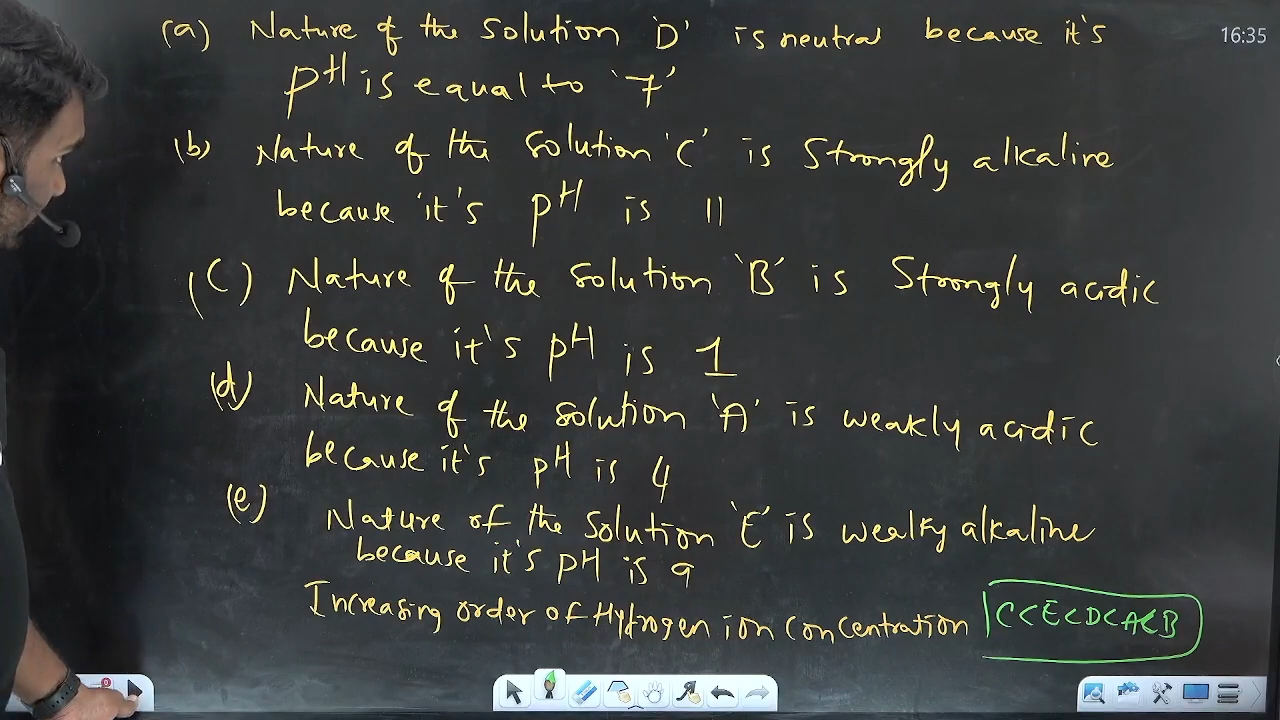 (a) Nature of the solution 'D' is neutral because it's
16:35
pH is equal to '7'
(b) Nature of the solution 'C' is Strongly alkaline
because it's pH is 11
(C) Nature of the solution 'B' is Strongly acidic
because it's pH is 1
(d) Nature of the solution 'A' is weakly acidic
because it's pH is 4
(e) Nature of the solution 'E' is wealky alkaline
because it's pH is 9
Increasing order of Hydrogen ion concentration C<E<D<A<B